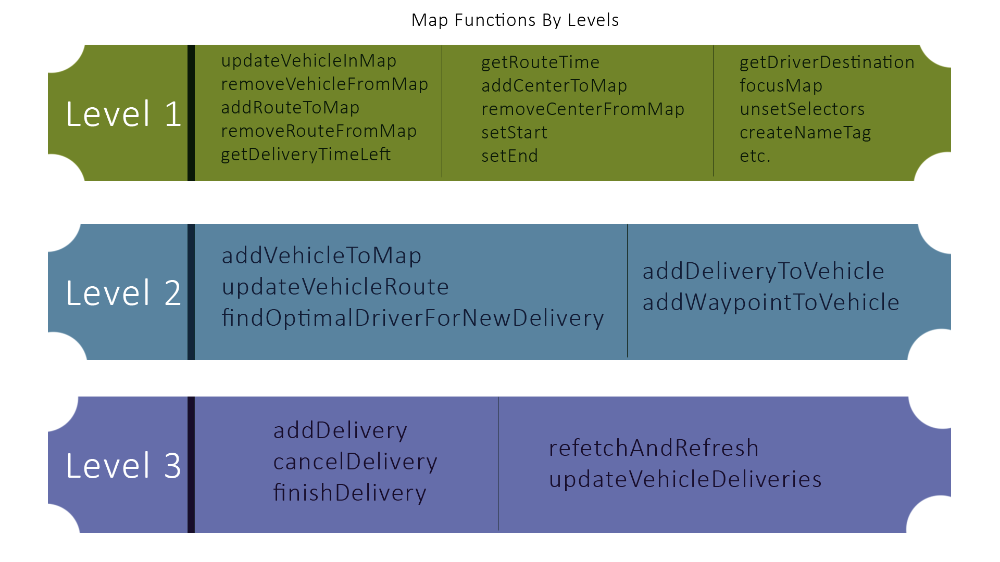 Map Functions By Levels
Level 1
updateVehicleInMap
removeVehicleFromMap
addRouteToMap
removeRouteFromMap
getDeliveryTimeLeft
getRouteTime
addCenterToMap
removeCenterFromMap
setStart
setEnd
getDriverDestination
focusMap
unsetSelectors
createNameTag
etc.
Level 2
addVehicleToMap
updateVehicleRoute
findOptimalDriverForNewDelivery
addDeliveryToVehicle
addWaypointToVehicle
Level 3
addDelivery
cancelDelivery
finishDelivery
refetchAndRefresh
updateVehicleDeliveries